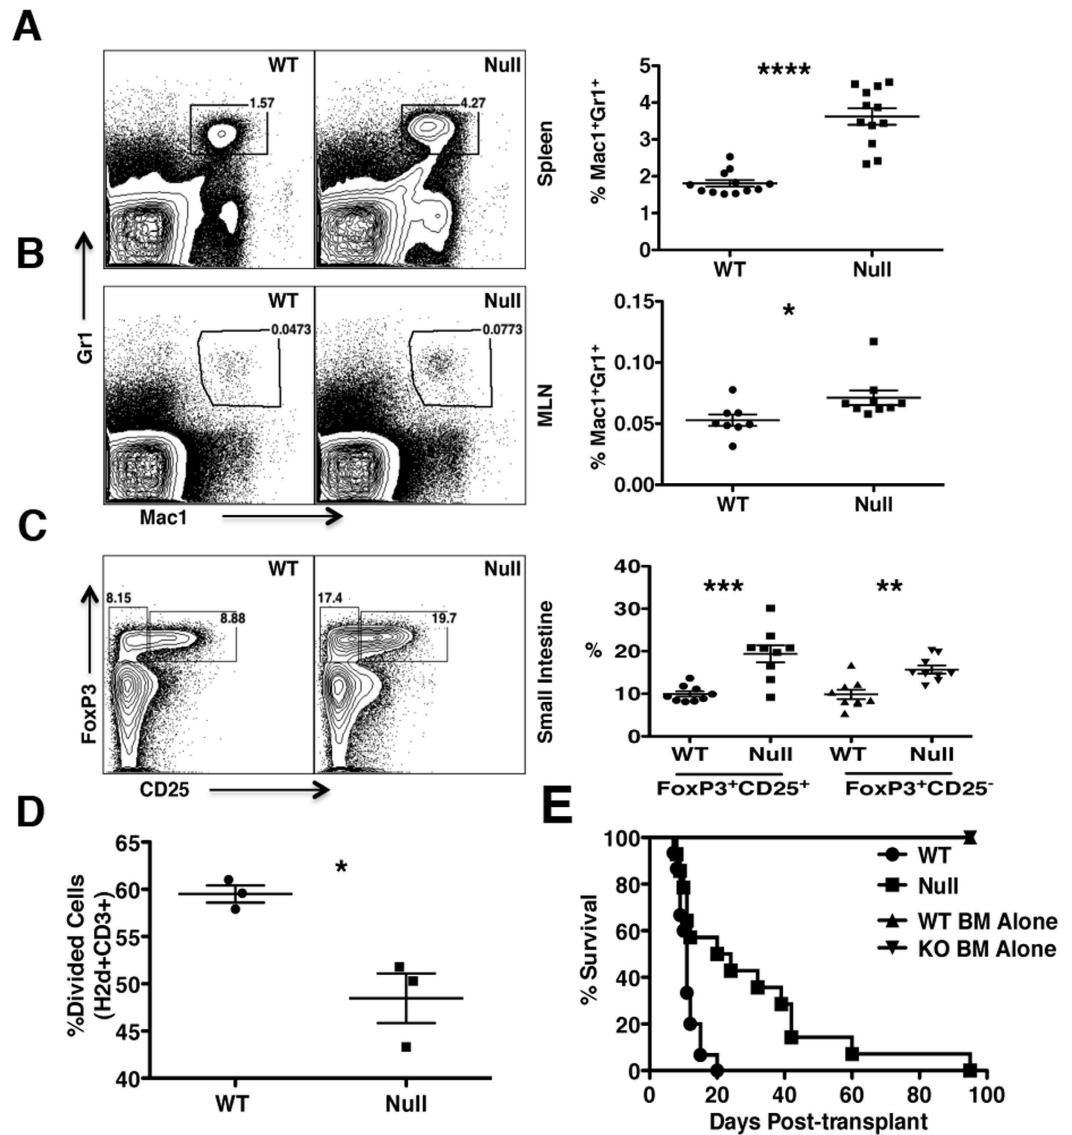 A
WT
Null
1.57
4.27
Spleen
% Mac1⁺Gr1⁺
5
4
3
2
1
0
****
WT
Null
B
Gr1
WT
Null
0.0473
0.0773
MLN
Mac1
% Mac1⁺Gr1⁺
0.15
0.10
0.05
0.00
*
WT
Null
C
WT
Null
8.15
8.88
17.4
19.7
FoxP3
CD25
Small Intestine
%
40
30
20
10
0
***
**
WT
Null
WT
Null
FoxP3⁺CD25⁺
FoxP3⁺CD25⁻
D
%Divided Cells
(H2d+CD3+)
65
60
55
50
45
40
*
WT
Null
E
% Survival
100
80
60
40
20
0
WT
Null
WT BM Alone
KO BM Alone
0
20
40
60
80
100
Days Post-transplant